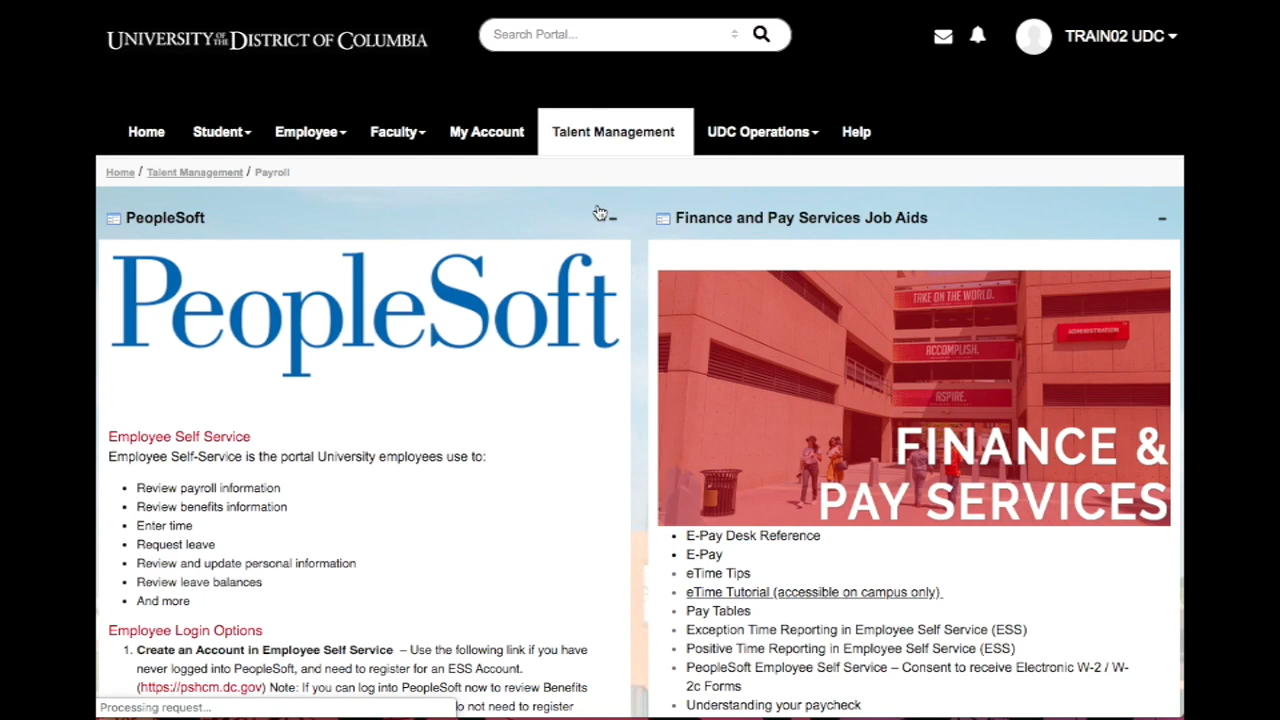 UNIVERSITY OF THE DISTRICT OF COLUMBIA
Search Portal...
TRAIN02 UDC
Home
Student
Employee
Faculty
My Account
Talent Management
UDC Operations
Help
Home / Talent Management / Payroll
PeopleSoft
PeopleSoft
Employee Self Service
Employee Self-Service is the portal University employees use to:
• Review payroll information
• Review benefits information
• Enter time
• Request leave
• Review and update personal information
• Review leave balances
• And more
Employee Login Options
1. Create an Account in Employee Self Service – Use the following link if you have
never logged into PeopleSoft, and need to register for an ESS Account.
(https://pshcm.dc.gov) Note: If you can log into PeopleSoft now to review Benefits
do not need to register
Processing request...
Finance and Pay Services Job Aids
TAKE ON THE WORLD.
ADMINISTRATION
ACCOMPLISH.
ASPIRE.
FINANCE &
PAY SERVICES
• E-Pay Desk Reference
• E-Pay
• eTime Tips
• eTime Tutorial (accessible on campus only)
• Pay Tables
• Exception Time Reporting in Employee Self Service (ESS)
• Positive Time Reporting in Employee Self Service (ESS)
• PeopleSoft Employee Self Service – Consent to receive Electronic W-2 / W-
2c Forms
• Understanding your paycheck